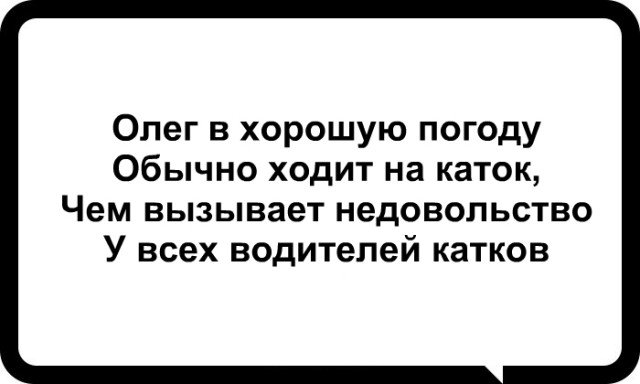 Олег в хорошую погоду
Обычно ходит на каток,
Чем вызывает недовольство
У всех водителей катков